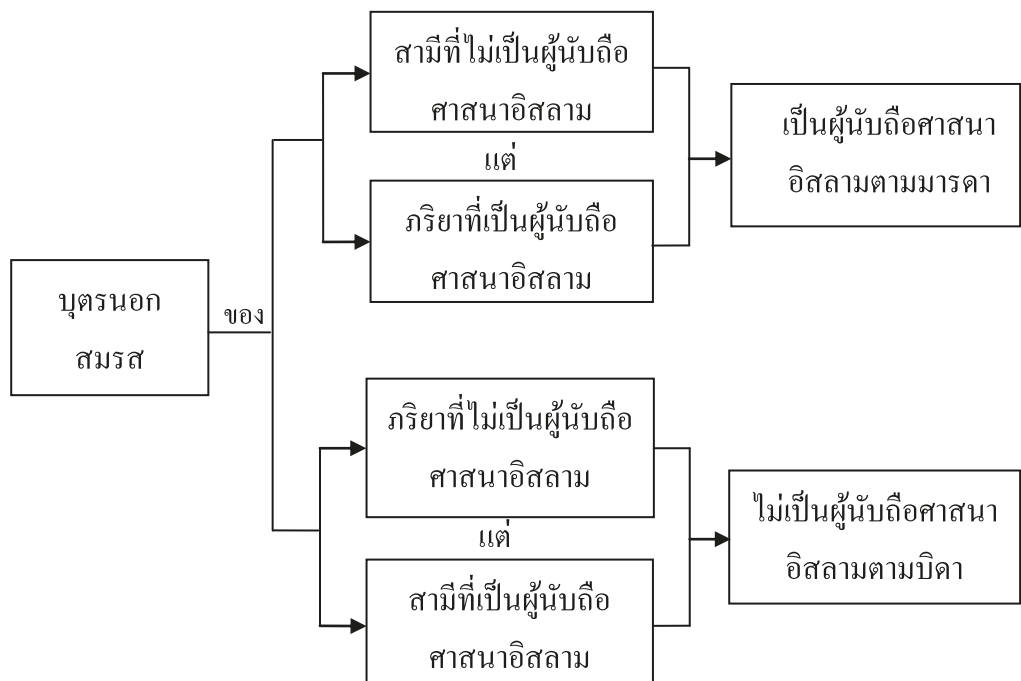 บุตรนอก
สมรส
ของ
สามีที่ไม่เป็นผู้นับถือ
ศาสนาอิสลาม
แต่
ภริยาที่เป็นผู้นับถือ
ศาสนาอิสลาม
เป็นผู้นับถือศาสนา
อิสลามตามมารดา
ภริยาที่ไม่เป็นผู้นับถือ
ศาสนาอิสลาม
แต่
สามีที่เป็นผู้นับถือ
ศาสนาอิสลาม
ไม่เป็นผู้นับถือศาสนา
อิสลามตามบิดา